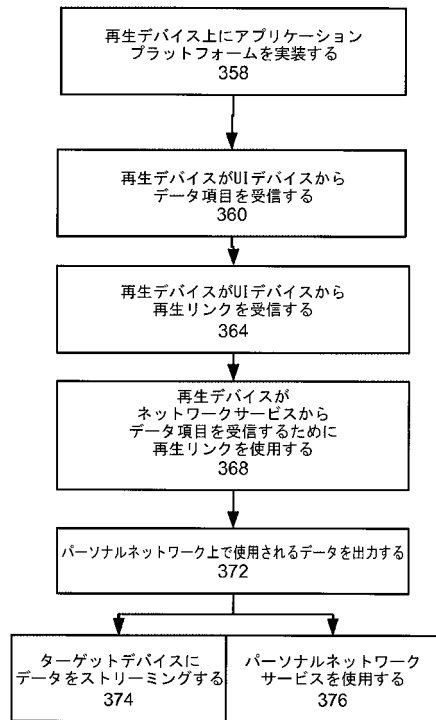 再生デバイス上にアプリケーション
プラットフォームを実装する
358
再生デバイスがUIデバイスから
データ項目を受信する
360
再生デバイスがUIデバイスから
再生リンクを受信する
364
再生デバイスが
ネットワークサービスから
データ項目を受信するために
再生リンクを使用する
368
パーソナルネットワーク上で使用されるデータを出力する
372
ターゲットデバイスに
データをストリーミングする
374
パーソナルネットワーク
サービスを使用する
376